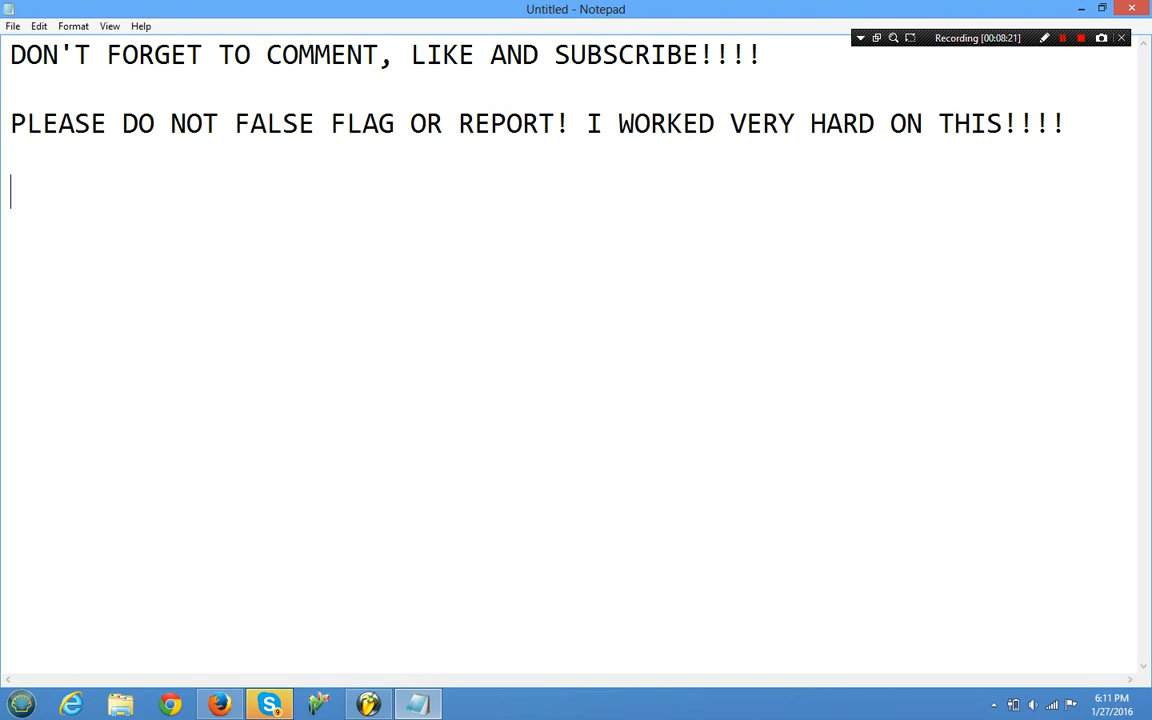 Untitled - Notepad
File Edit Format View Help
Recording [00:08:21]
DON'T FORGET TO COMMENT, LIKE AND SUBSCRIBE!!!!
PLEASE DO NOT FALSE FLAG OR REPORT! I WORKED VERY HARD ON THIS!!!!
6:11 PM
1/27/2016